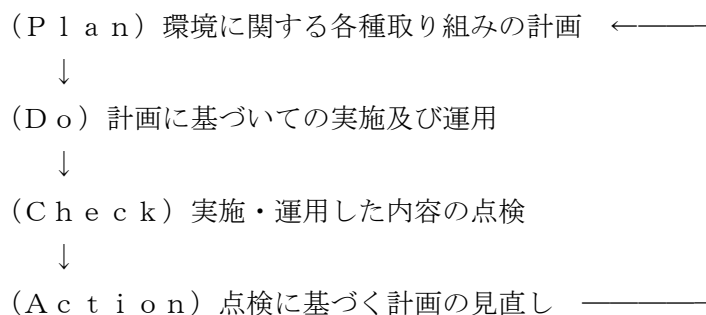 （Ｐｌａｎ）環境に関する各種取り組みの計画 ←―――
↓
（Ｄｏ）計画に基づいての実施及び運用
↓
（Ｃｈｅｃｋ）実施・運用した内容の点検
↓
（Ａｃｔｉｏｎ）点検に基づく計画の見直し ――――